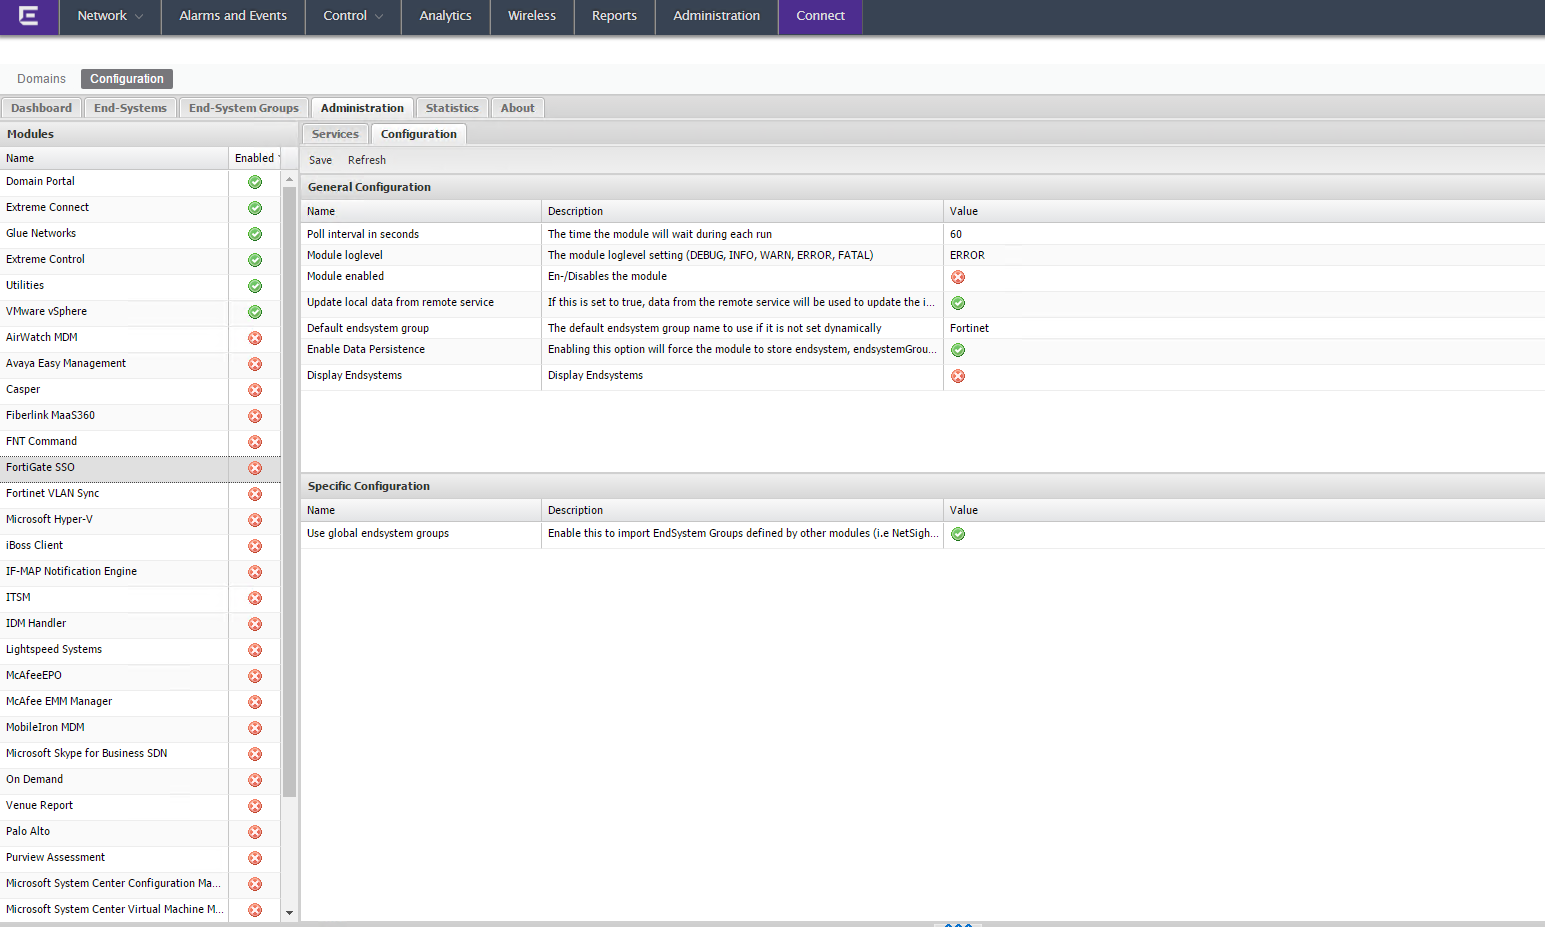 Network
Alarms and Events
Control
Analytics
Wireless
Reports
Administration
Connect
Domains
Configuration
Dashboard
End-Systems
End-System Groups
Administration
Statistics
About
Modules
Name
Enabled
Domain Portal
Extreme Connect
Glue Networks
Extreme Control
Utilities
VMware vSphere
AirWatch MDM
Avaya Easy Management
Casper
Fiberlink MaaS360
FNT Command
FortiGate SSO
Fortinet VLAN Sync
Microsoft Hyper-V
iBoss Client
IF-MAP Notification Engine
ITSM
IDM Handler
Lightspeed Systems
McAfeeEPO
McAfee EMM Manager
MobileIron MDM
Microsoft Skype for Business SDN
On Demand
Venue Report
Palo Alto
Purview Assessment
Microsoft System Center Configuration Ma...
Microsoft System Center Virtual Machine M...
Services
Configuration
Save
Refresh
General Configuration
Name Description Value
Poll interval in seconds The time the module will wait during each run 60
Module loglevel The module loglevel setting (DEBUG, INFO, WARN, ERROR, FATAL) ERROR
Module enabled En-/Disables the module
Update local data from remote service If this is set to true, data from the remote service will be used to update the i...
Default endsystem group The default endsystem group name to use if it is not set dynamically Fortinet
Enable Data Persistence Enabling this option will force the module to store endsystem, endsystemGrou...
Display Endsystems Display Endsystems
Specific Configuration
Name Description Value
Use global endsystem groups Enable this to import EndSystem Groups defined by other modules (i.e NetSigh...